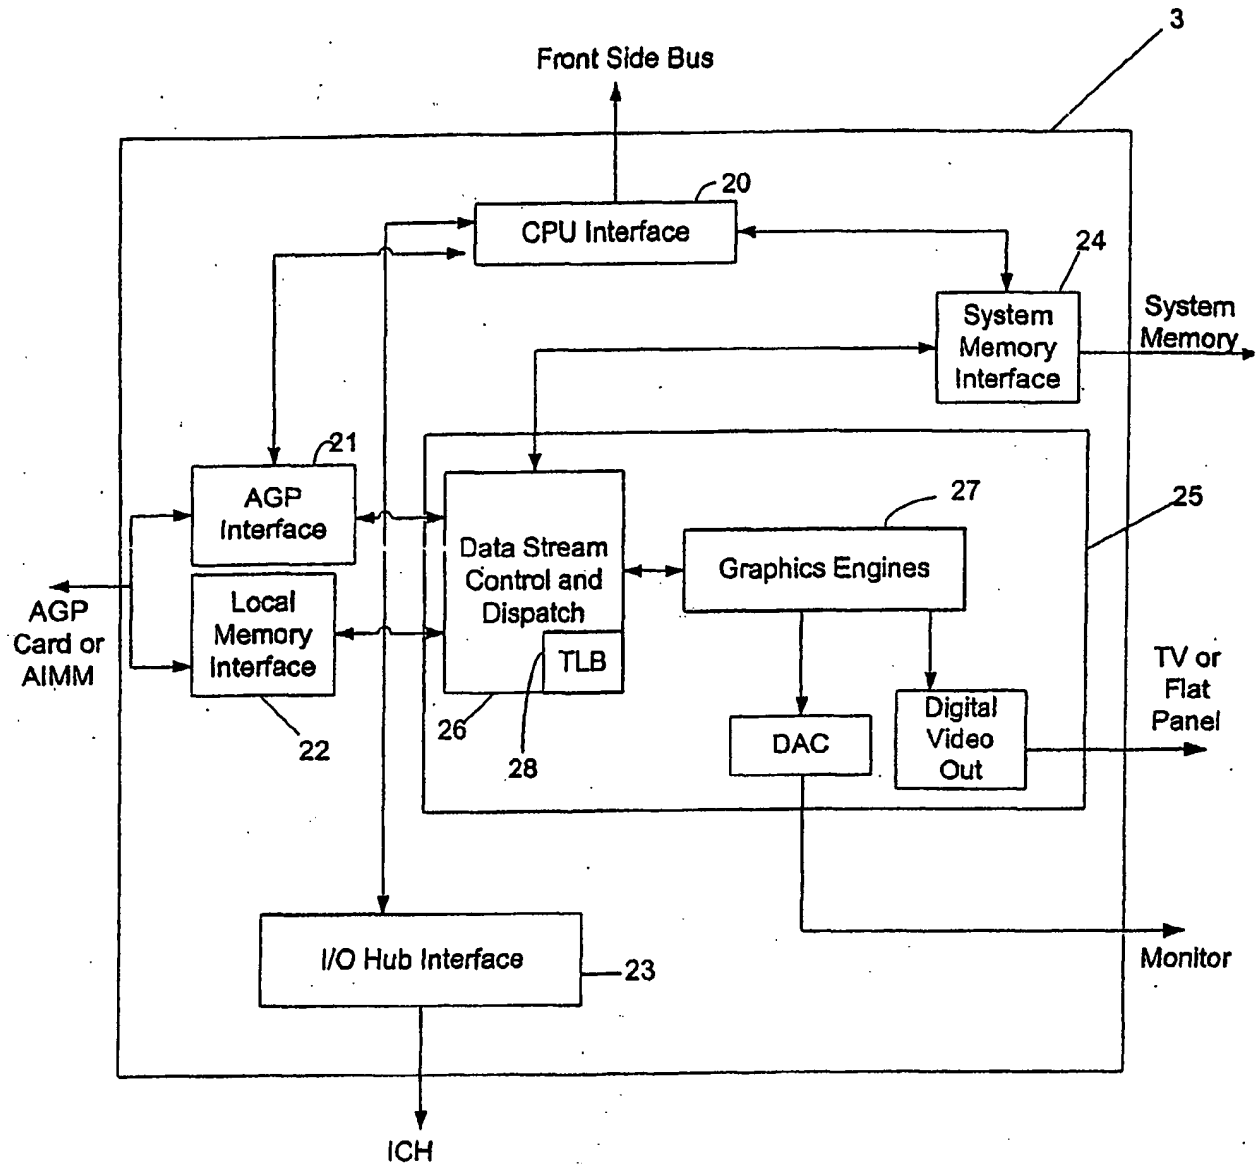 3
Front Side Bus
20
CPU Interface
24
System
Memory
Interface
System
Memory
21
AGP
Interface
27
25
Data Stream
Control and
Dispatch
Graphics Engines
AGP
Card or
AIMM
Local
Memory
Interface
TLB
TV or
Flat
Panel
22
26
28
DAC
Digital
Video
Out
I/O Hub Interface
23
Monitor
ICH